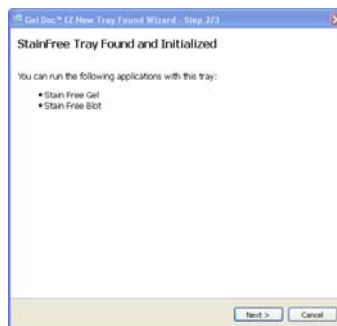 Gel Doc™ EZ New Tray Found Wizard - Step 2/3
StainFree Tray Found and Initialized
You can run the following applications with this tray:
• Stain Free Gel
• Stain Free Blot
Next > Cancel